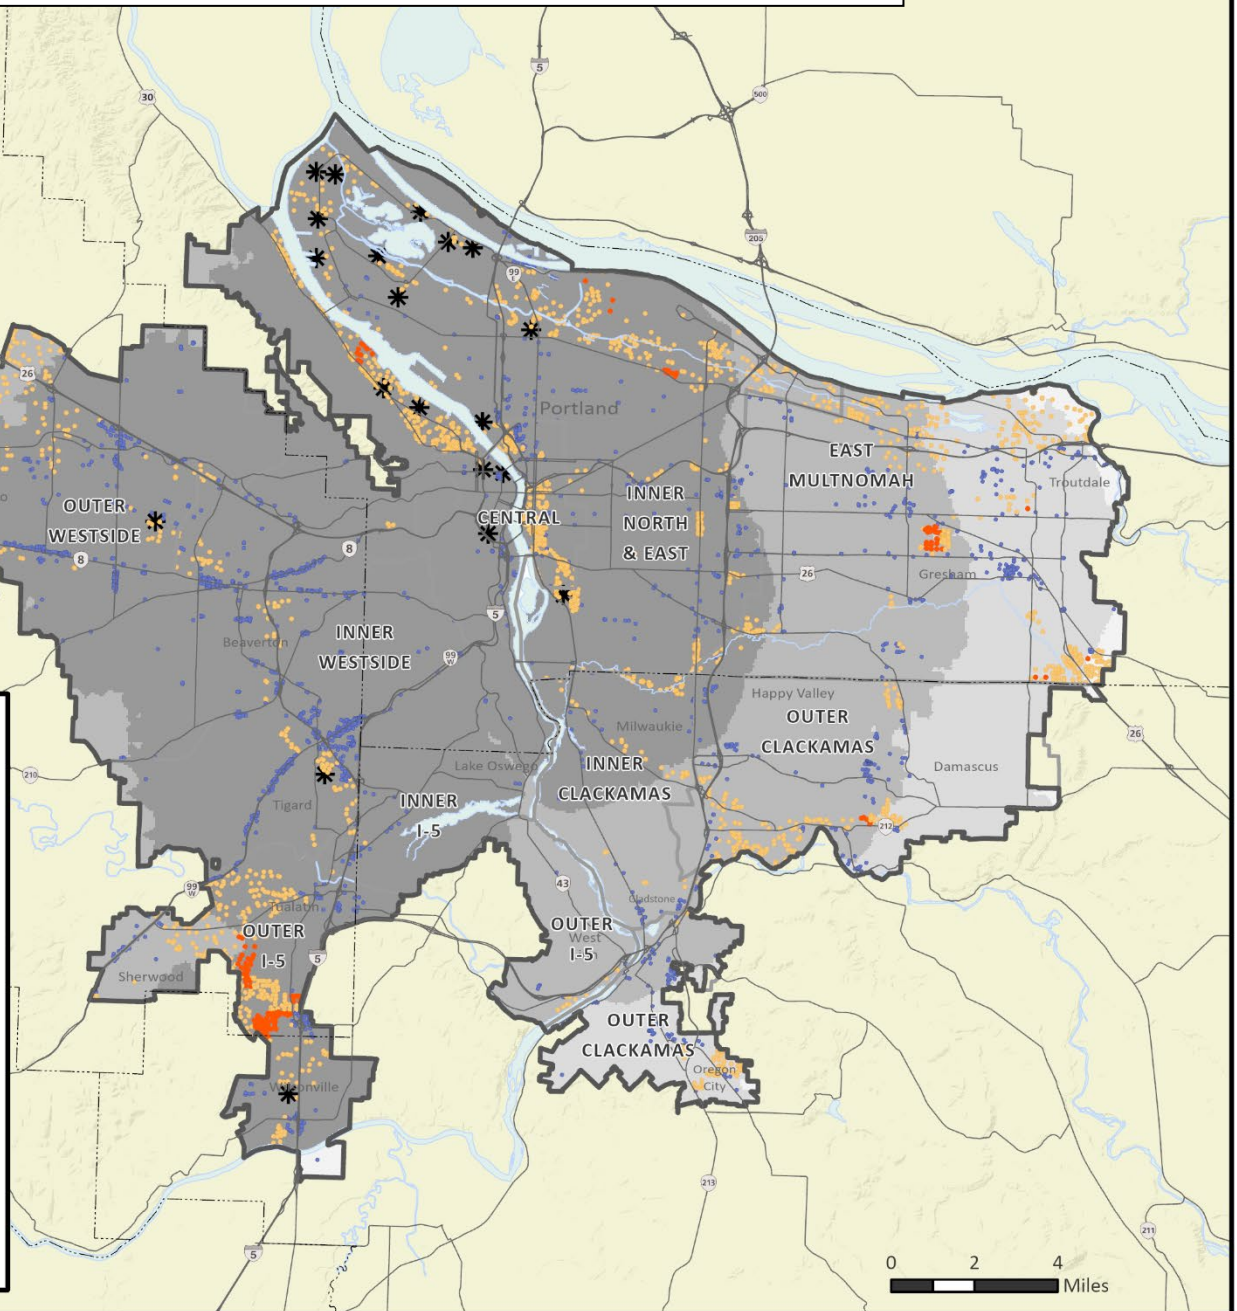 5
30
500
205
99
E
26
Portland
EAST
MULTNOMAH
Troutdale
OUTER
WESTSIDE
INNER
NORTH
& EAST
CENTRAL
o
8
8
26
Gresham
5
Beaverton
INNER
WESTSIDE
99
W
Happy Valley
OUTER
CLACKAMAS
Milwaukie
26
Lake Oswego
INNER
CLACKAMAS
Damascus
210
Tigard
INNER
I-5
212
99
W
43
Gladstone
Tualatin
OUTER
I-5
OUTER
West
I-5
5
Sherwood
OUTER
CLACKAMAS
Oregon
City
Wilsonville
213
211
5
0 2 4
Miles